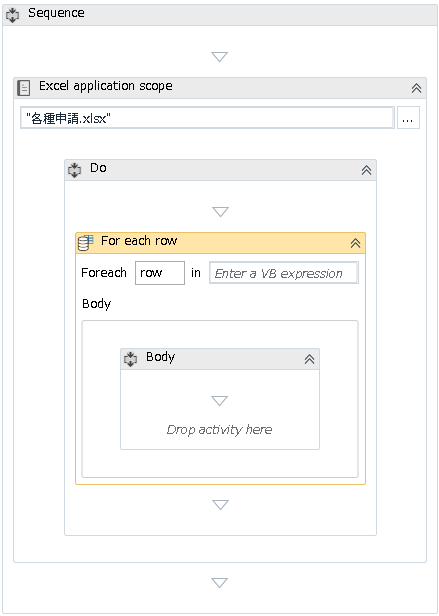 Sequence
Excel application scope
"各種申請.xlsx"
...
Do
For each row
Foreach row in Enter a VB expression
Body
Body
Drop activity here